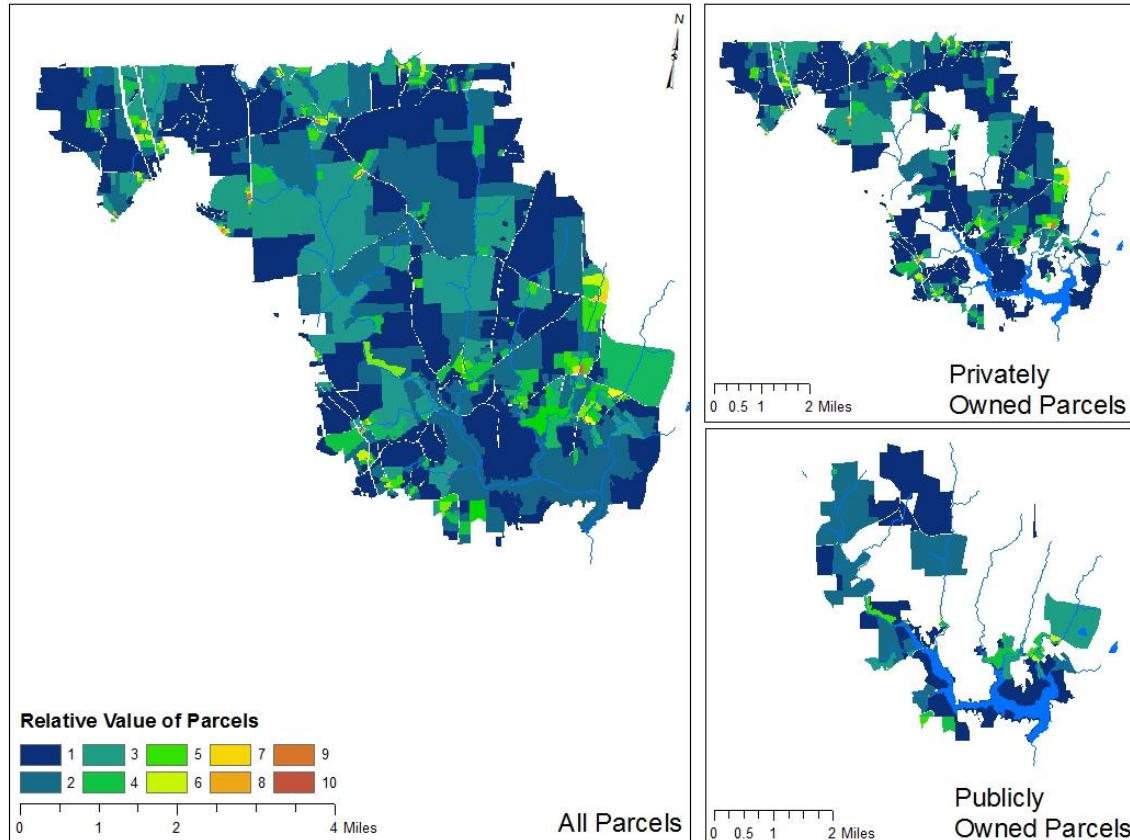 N
S
Relative Value of Parcels
1 3 5 7 9
2 4 6 8 10
0 1 2 4 Miles
All Parcels
0 0.5 1 2 Miles
Privately
Owned Parcels
0 0.5 1 2 Miles
Publicly
Owned Parcels